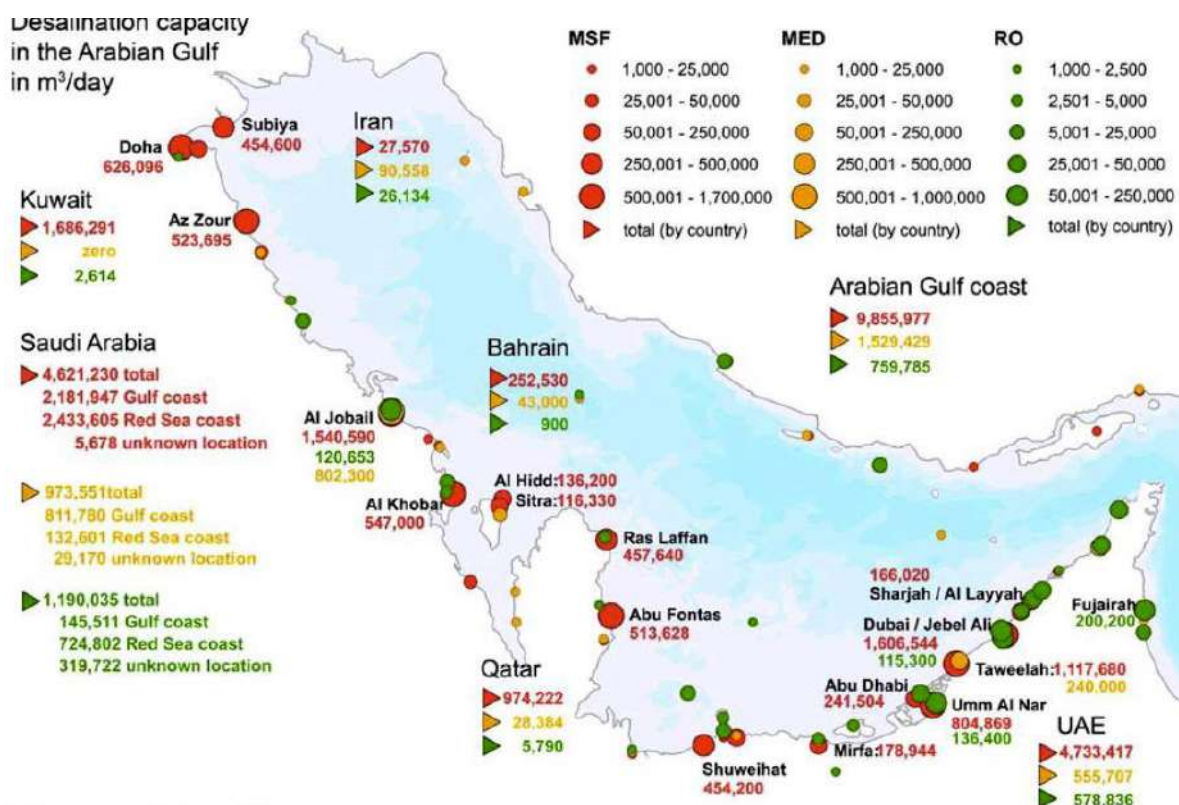 Desalination capacity
in the Arabian Gulf
in m³/day
MSF
1,000 - 25,000
25,001 - 50,000
50,001 - 250,000
250,001 - 500,000
500,001 - 1,700,000
total (by country)
MED
1,000 - 25,000
25,001 - 50,000
50,001 - 250,000
250,001 - 500,000
500,001 - 1,000,000
total (by country)
RO
1,000 - 2,500
2,501 - 5,000
5,001 - 25,000
25,001 - 50,000
50,001 - 250,000
total (by country)
Subiya
454,600
Doha
626,096
Iran
27,570
90,558
26,134
Kuwait
1,686,291
zero
2,614
Az Zour
523,695
Arabian Gulf coast
9,855,977
1,529,429
759,785
Saudi Arabia
4,621,230 total
2,181,947 Gulf coast
2,433,605 Red Sea coast
5,678 unknown location
973,551total
811,780 Gulf coast
132,601 Red Sea coast
29,170 unknown location
1,190,035 total
145,511 Gulf coast
724,802 Red Sea coast
319,722 unknown location
Bahrain
252,530
43,000
900
Al Jobail
1,540,590
120,653
802,300
Al Hidd:136,200
Sitra:116,330
Al Khobar
547,000
Ras Laffan
457,640
Abu Fontas
513,628
Qatar
974,222
28,384
5,790
166,020
Sharjah / Al Layyah
Fujairah
200,200
Dubai / Jebel Ali
1,606,544
115,300
Taweelah:1,117,680
240,000
Abu Dhabi
241,504
Umm Al Nar
804,869
136,400
Mirfa:178,944
Shuweihat
454,200
UAE
4,733,417
555,707
578,836